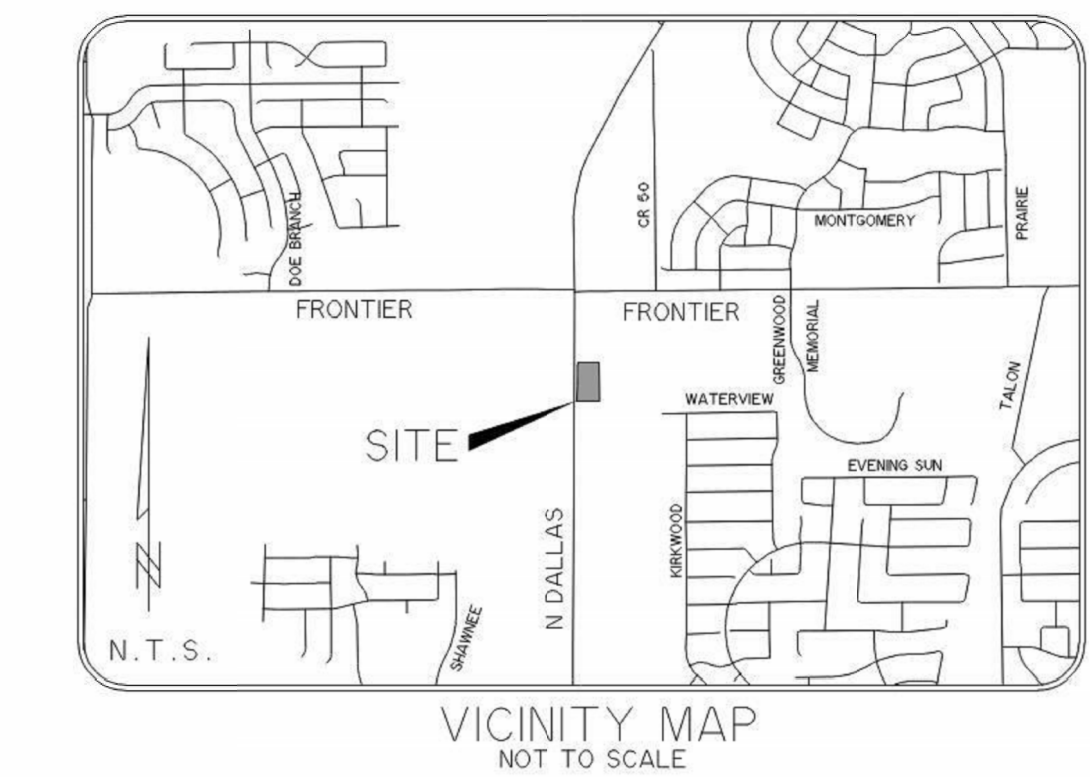 CR 50
DOE BRANCH
MONTGOMERY
PRAIRIE
FRONTIER
FRONTIER
GREENWOOD
MEMORIAL
TALON
WATERVIEW
SITE
EVENING SUN
KIRKWOOD
N DALLAS
N
SHAWNEE
N.T.S.
VICINITY MAP
NOT TO SCALE